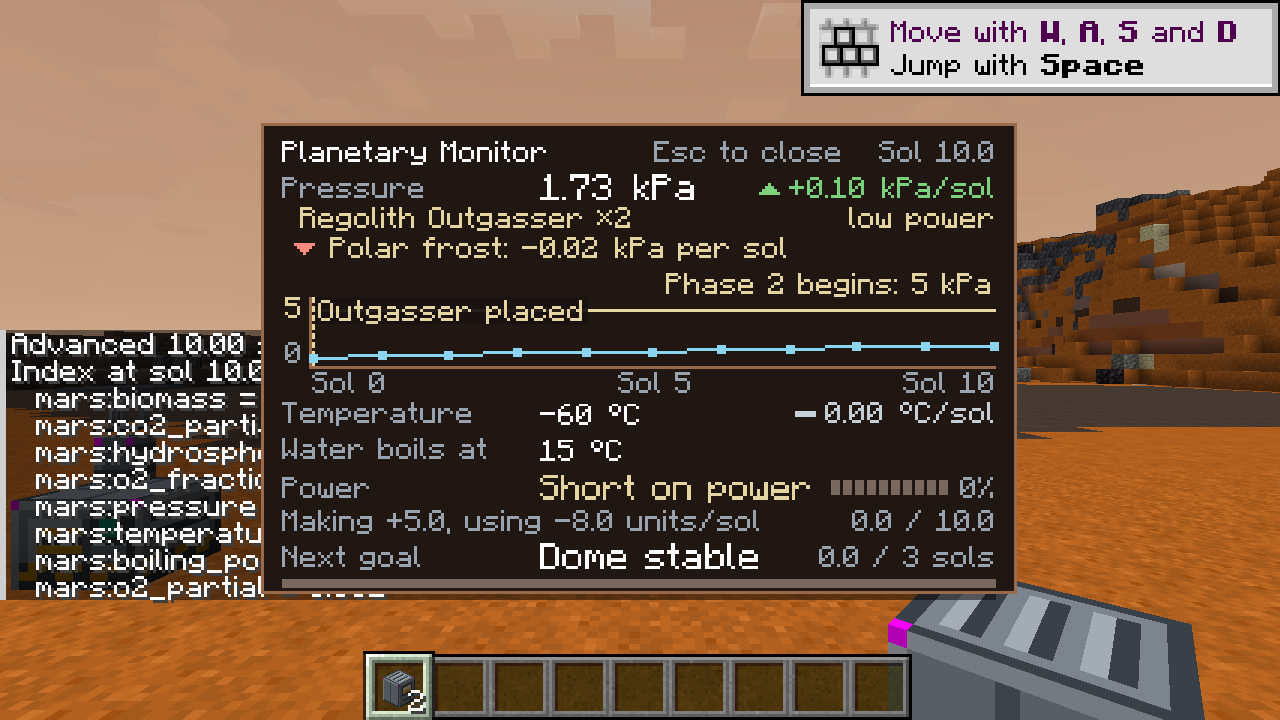 Move with W, A, S and D
Jump with Space
Planetary Monitor Esc to close Sol 10.0
Pressure 1.73 kPa +0.10 kPa/sol
Regolith Outgasser ×2 low power
Polar frost: −0.02 kPa per sol
Phase 2 begins: 5 kPa
5 Outgasser placed
0
Sol 0 Sol 5 Sol 10
Temperature −60 °C 0.00 °C/sol
Water boils at 15 °C
Power Short on power 0%
Making +5.0, using −8.0 units/sol 0.0 / 10.0
Next goal Dome stable 0.0 / 3 sols
Advanced 10.00
Index at sol 10.0
mars:biomass =
mars:co2_parti
mars:hydrosph
mars:o2_fractio
mars:pressure
mars:temperatu
mars:boiling_po
mars:o2_partial
2